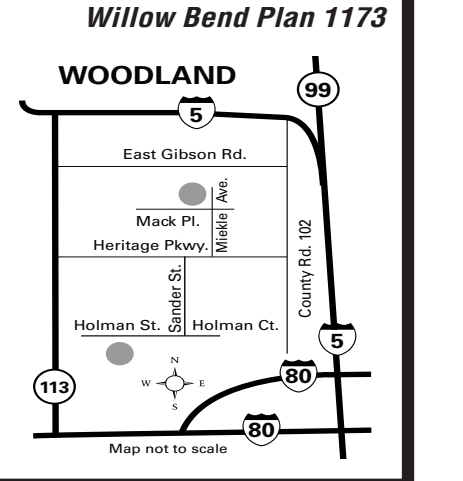 Willow Bend Plan 1173
WOODLAND
99
5
East Gibson Rd.
Mack Pl.
Miekle Ave.
Heritage Pkwy.
County Rd. 102
Sander St.
Holman St.
Holman Ct.
5
N
W E
S
80
113
80
Map not to scale